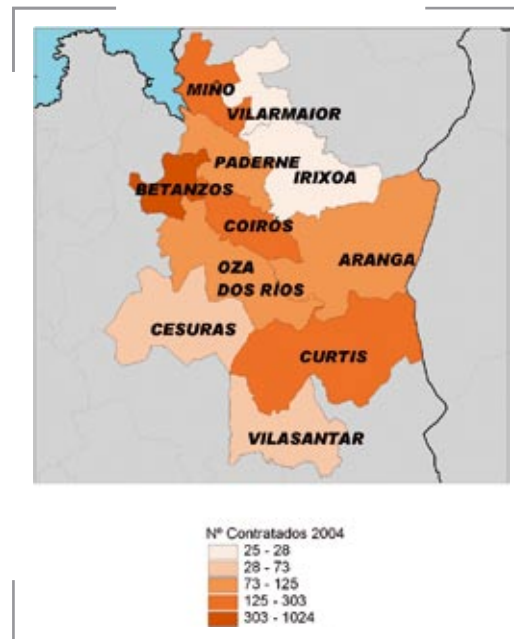 MIÑO
VILARMAIOR
PADERNE
IRIXOA
BETANZOS
COIRÓS
ARANGA
OZA
DOS RÍOS
CESURAS
CURTIS
VILASANTAR
Nº Contratados 2004
25 - 28
28 - 73
73 - 125
125 - 303
303 - 1024